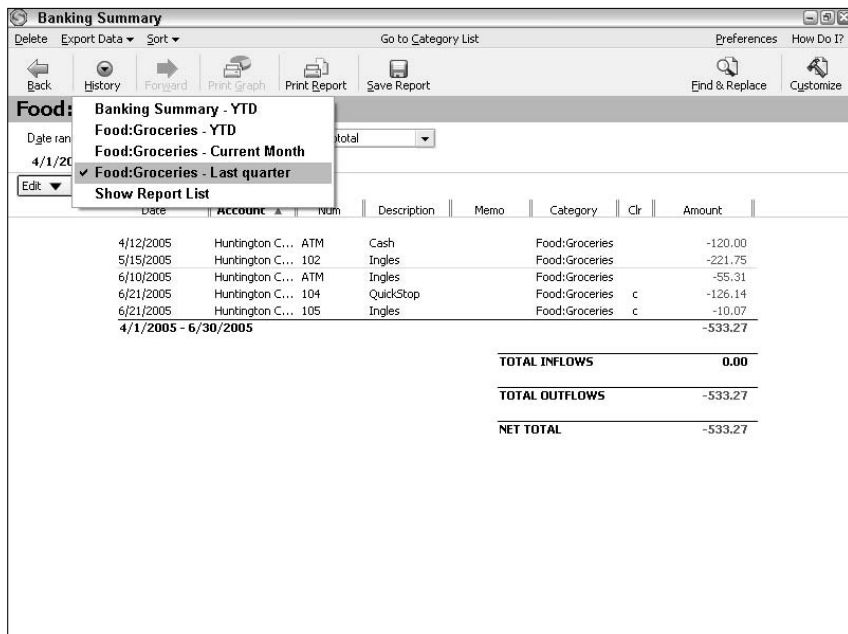 Banking Summary
Delete Export Data Sort Go to Category List Preferences How Do I?
Back History Forward Print Graph Print Report Save Report Find & Replace Customize
Food:
Banking Summary - YTD
Food:Groceries - YTD
Food:Groceries - Current Month
✓ Food:Groceries - Last quarter
Show Report List
Date ran
total
4/1/20
Edit
Date Account Num Description Memo Category Clr Amount
4/12/2005 Huntington C... ATM Cash Food:Groceries -120.00
5/15/2005 Huntington C... 102 Ingles Food:Groceries -221.75
6/10/2005 Huntington C... ATM Ingles Food:Groceries -55.31
6/21/2005 Huntington C... 104 QuickStop Food:Groceries c -126.14
6/21/2005 Huntington C... 105 Ingles Food:Groceries c -10.07
4/1/2005 - 6/30/2005 -533.27
TOTAL INFLOWS 0.00
TOTAL OUTFLOWS -533.27
NET TOTAL -533.27